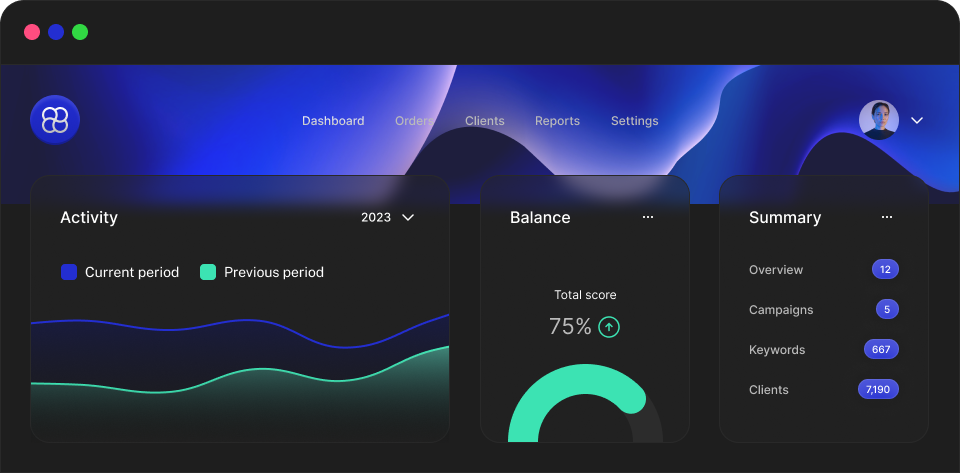 Dashboard Orders Clients Reports Settings
Activity
2023
Current period
Previous period
Balance
Total score
75%
Summary
Overview 12
Campaigns 5
Keywords 667
Clients 7,190